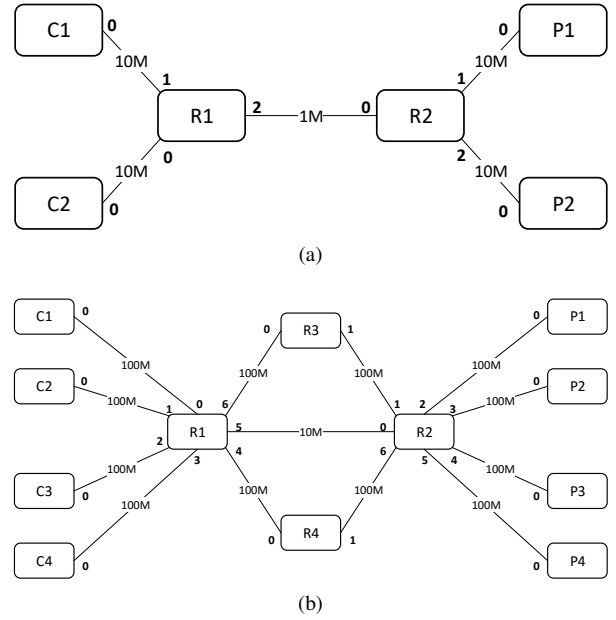 C1 0 0 P1
10M 10M
1 1
R1 2 1M 0 R2
0 2
10M 10M
C2 0 0 P2
(a)
C1 0 0 P1
0 R3 1
100M 100M 100M 100M
C2 0 0 P2
100M 0 6 1 2 100M
1 3
R1 5 10M 0 R2
2 4 6
3 5 4
100M 100M
C3 0 100M 100M 0 P3
100M 100M
0 R4 1
C4 0 0 P4
(b)